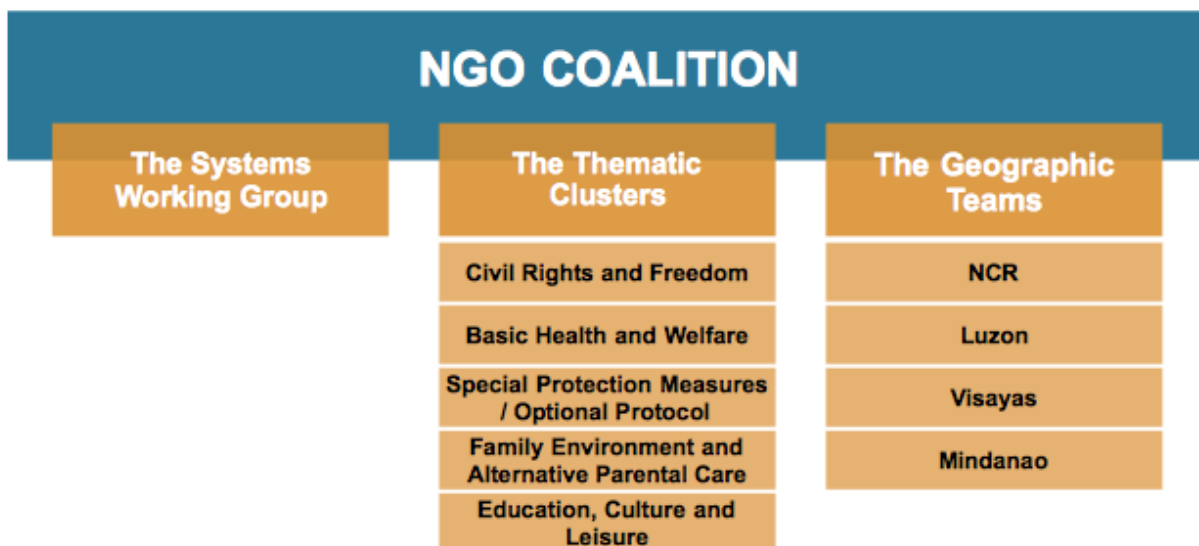 NGO COALITION
The Systems
Working Group
The Thematic
Clusters
Civil Rights and Freedom
Basic Health and Welfare
Special Protection Measures
/ Optional Protocol
Family Environment and
Alternative Parental Care
Education, Culture and
Leisure
The Geographic
Teams
NCR
Luzon
Visayas
Mindanao